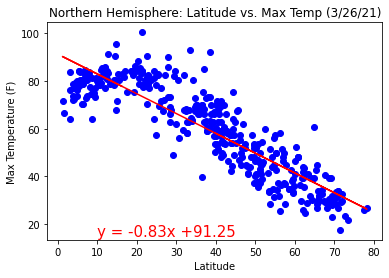 Northern Hemisphere: Latitude vs. Max Temp (3/26/21)
Max Temperature (F)
100
80
60
40
20
y = -0.83x +91.25
0 10 20 30 40 50 60 70 80
Latitude